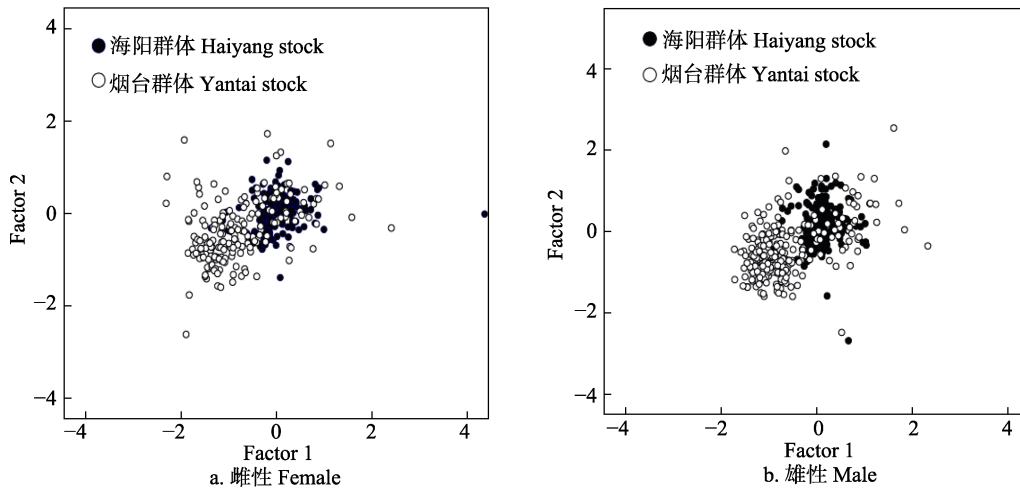 4
2
0
−2
−4
Factor 2
● 海阳群体 Haiyang stock
○ 烟台群体 Yantai stock
−4 −2 0 2 4
Factor 1
a. 雌性 Female
4
2
0
−2
−4
Factor 2
● 海阳群体 Haiyang stock
○ 烟台群体 Yantai stock
−4 −2 0 2 4
Factor 1
b. 雄性 Male